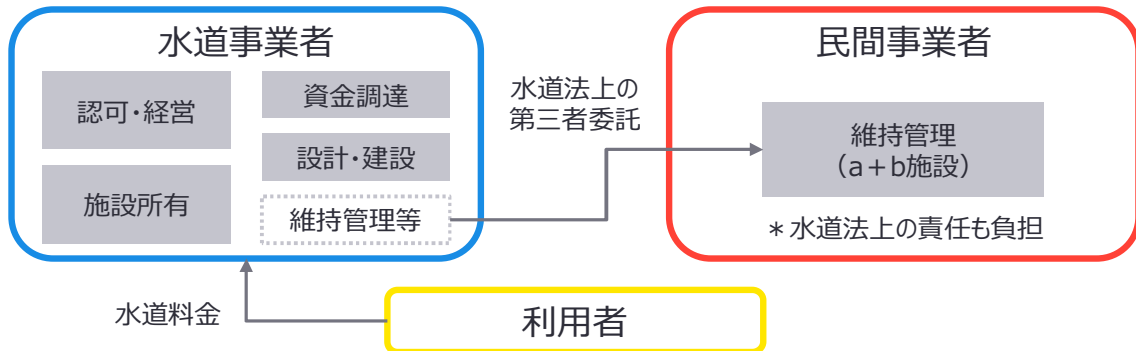 水道事業者
認可・経営
資金調達
設計・建設
施設所有
維持管理等
水道法上の
第三者委託
民間事業者
維持管理
（a＋b施設）
＊水道法上の責任も負担
水道料金
利用者